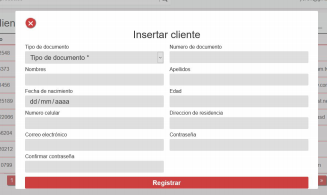 Insertar cliente
Tipo de documento
Numero de documento
Tipo de documento *
Nombres
Apellidos
Fecha de nacimiento
Edad
dd/mm/aaaa
Numero celular
Direccion de residencia
Correo electrónico
Contraseña
Confirmar contraseña
Registrar